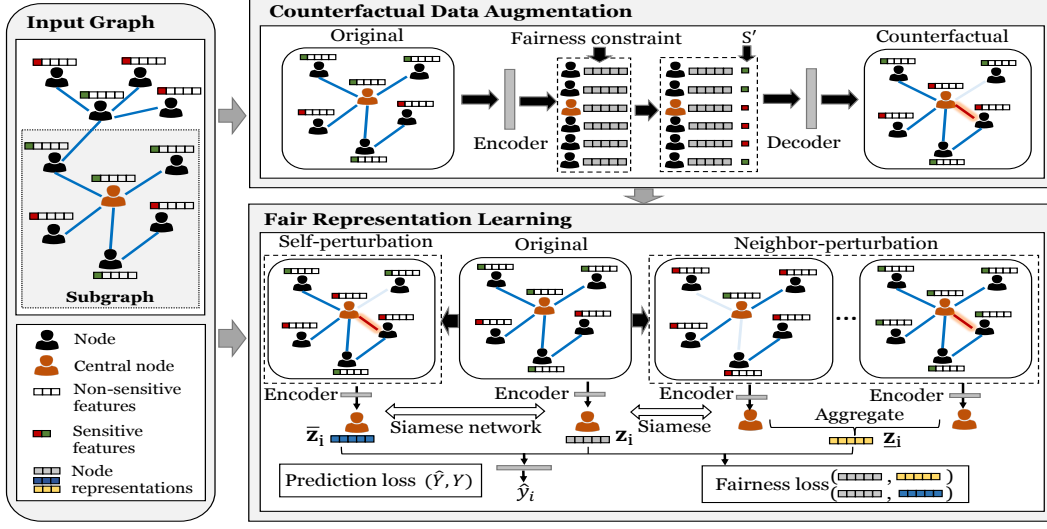 Input Graph
Subgraph
Node
Central node
Non-sensitive
features
Sensitive
features
Node
representations
Counterfactual Data Augmentation
Original
Fairness constraint
S′
Counterfactual
Encoder
Decoder
Fair Representation Learning
Self-perturbation
Original
Neighbor-perturbation
...
Encoder
Encoder
Encoder
Encoder
Siamese network
Siamese
Aggregate
z̄ᵢ
zᵢ
z̲ᵢ
Prediction loss (Ŷ, Y)
ŷᵢ
Fairness loss( , )
( , )